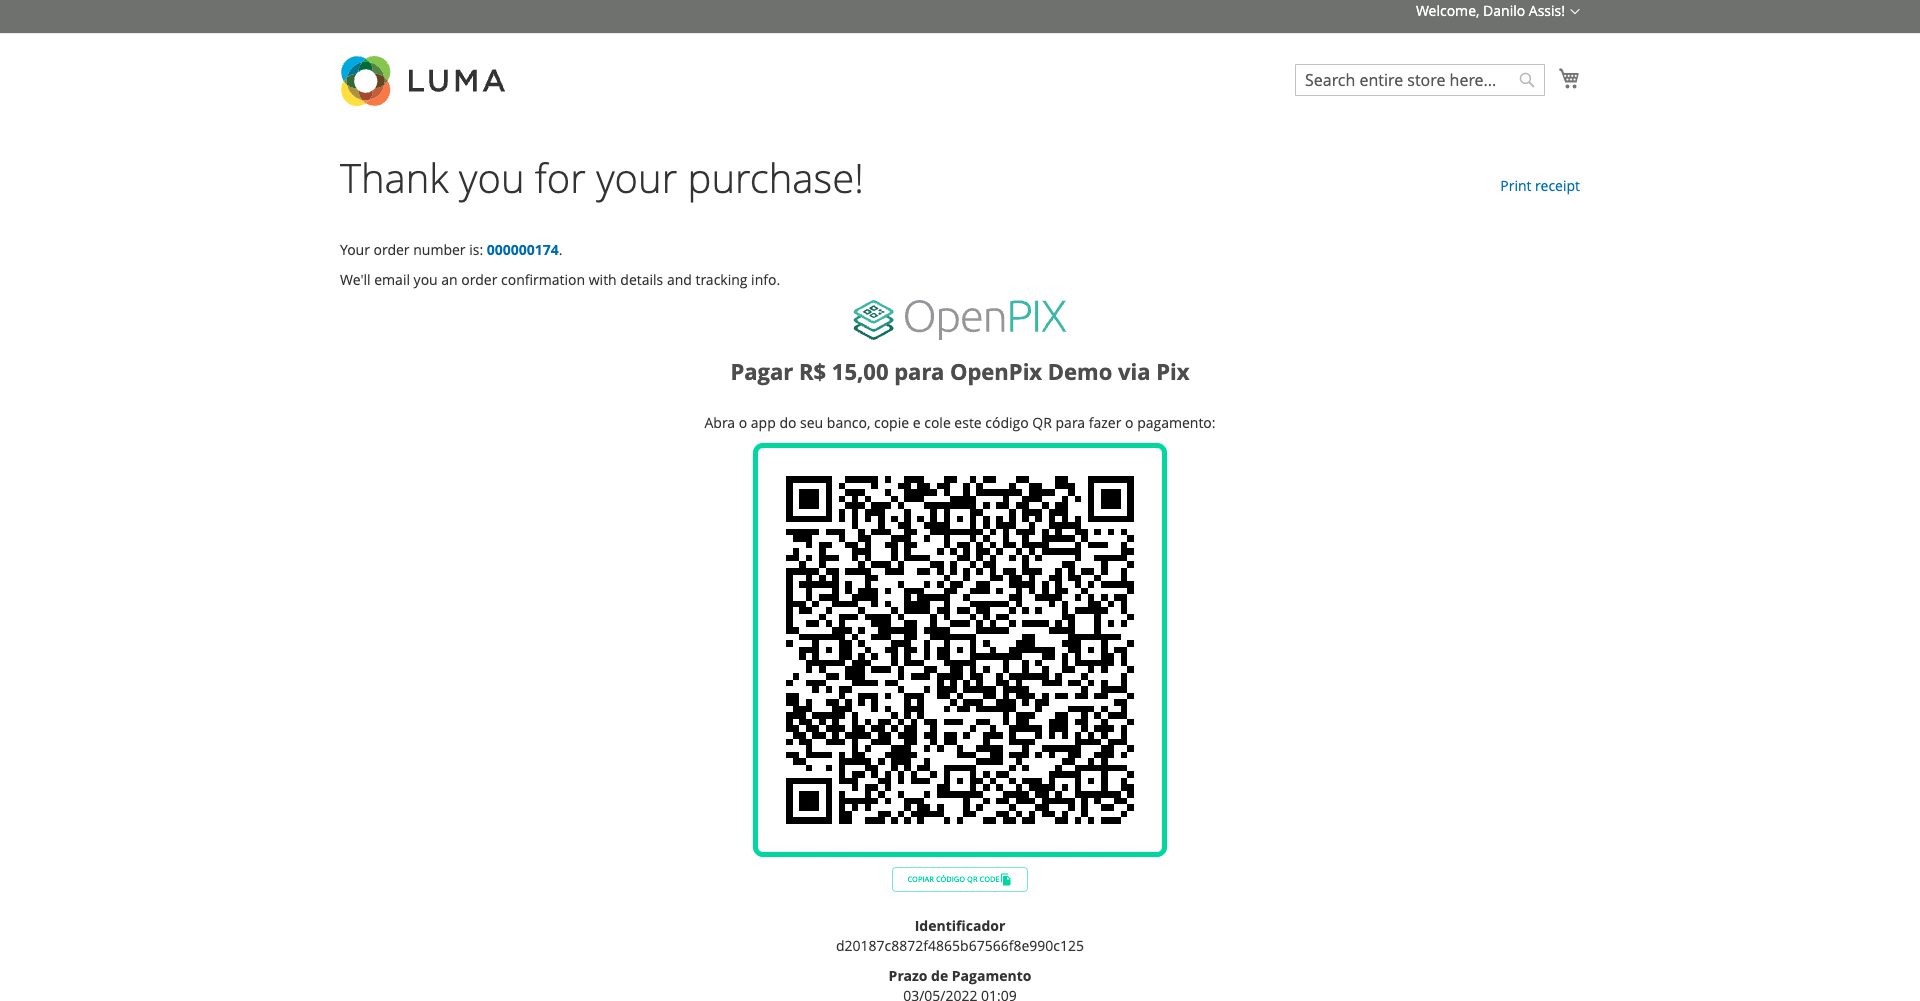 Welcome, Danilo Assis!
LUMA
Search entire store here...
Thank you for your purchase!
Print receipt
Your order number is: 000000174.
We'll email you an order confirmation with details and tracking info.
OpenPIX
Pagar R$ 15,00 para OpenPix Demo via Pix
Abra o app do seu banco, copie e cole este código QR para fazer o pagamento:
COPIAR CÓDIGO QR CODE
Identificador
d20187c8872f4865b67566f8e990c125
Prazo de Pagamento
03/05/2022 01:09